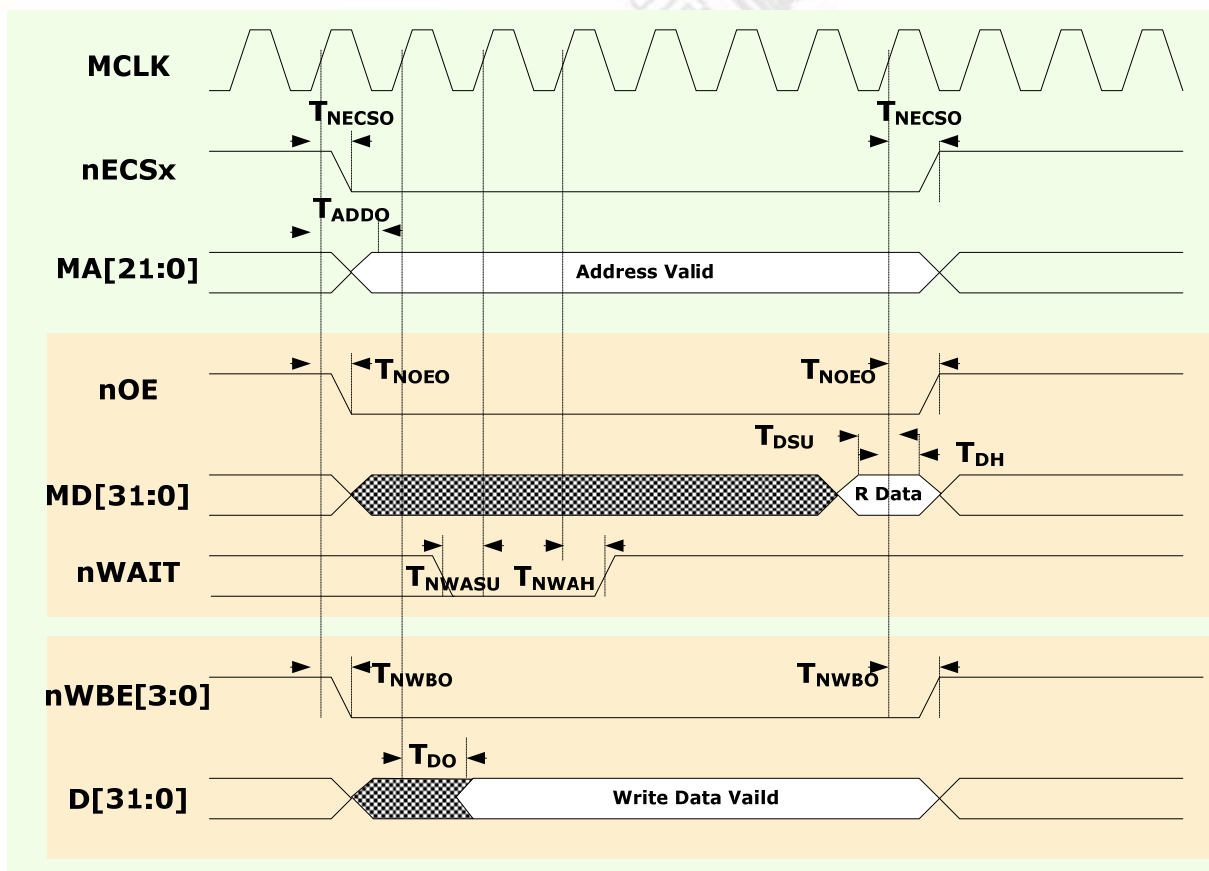 MCLK
TNECSO TNECSO
nECSx
TADDO
MA[21:0] Address Valid
TNOEO TNOEO
nOE
TDSU TDH
MD[31:0] R Data
nWAIT TNWASU TNWAH
TNWBO TNWBO
nWBE[3:0]
TDO
D[31:0] Write Data Vaild